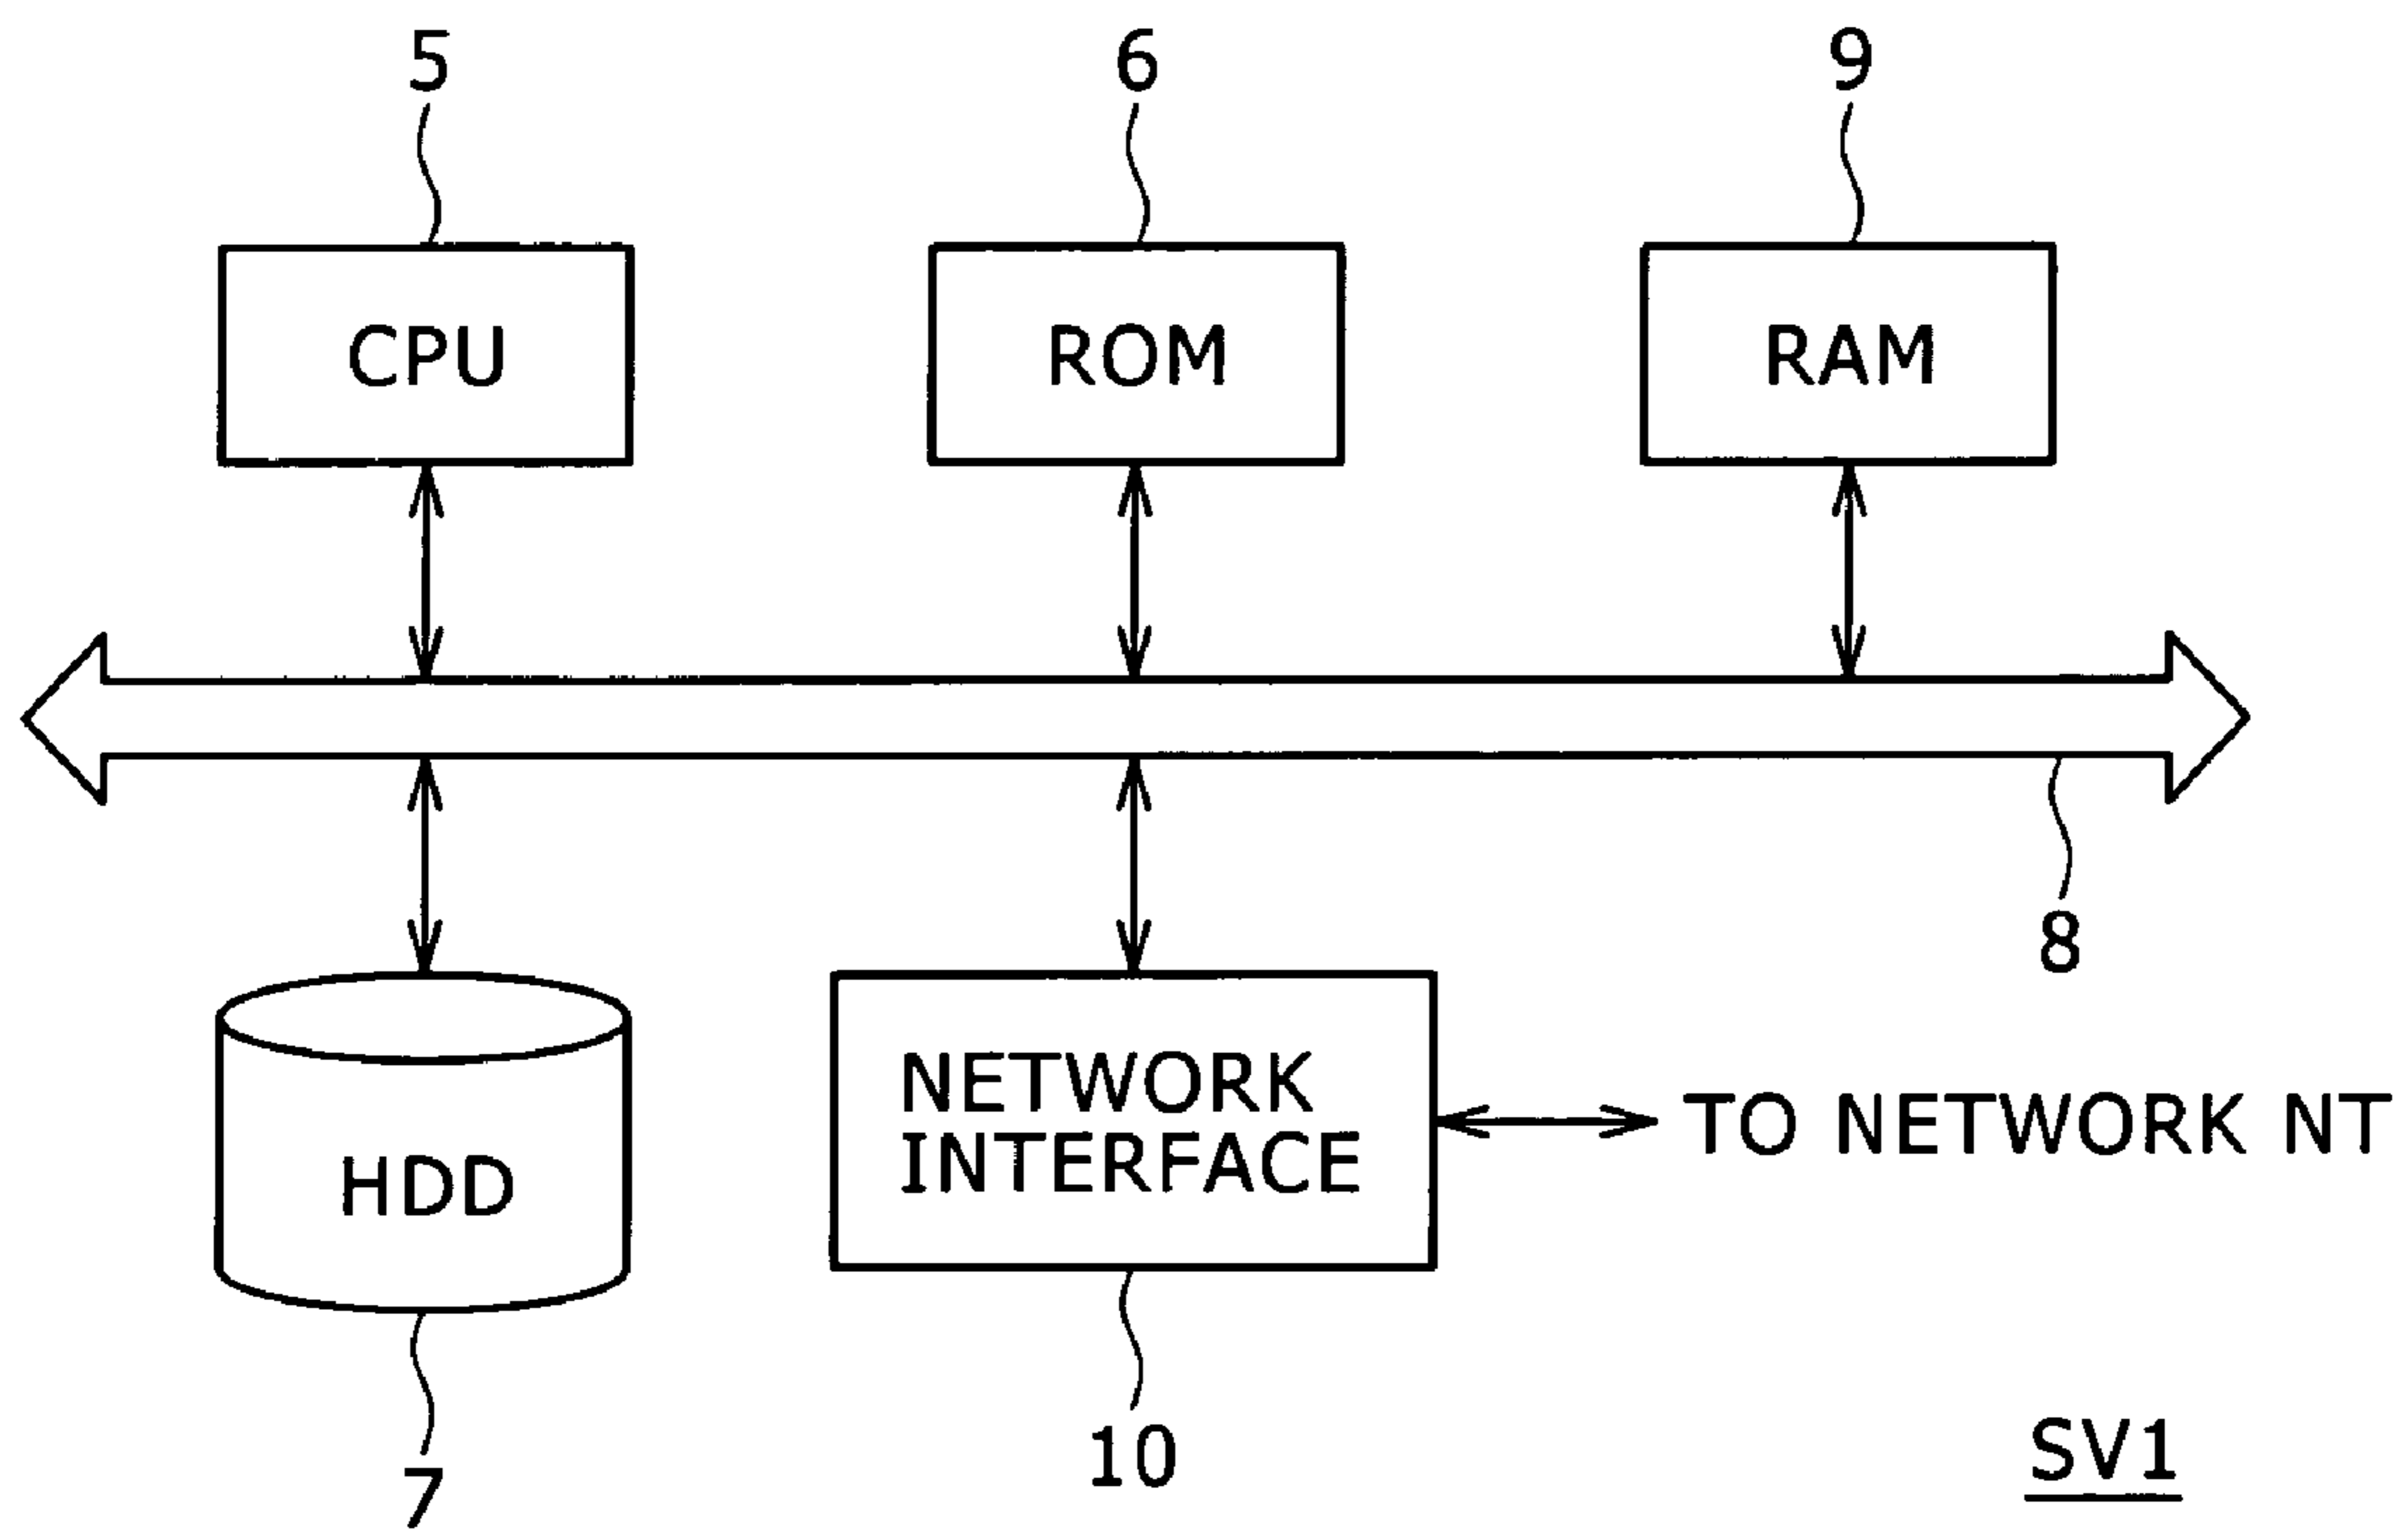 5
6
9
CPU
ROM
RAM
8
NETWORK
INTERFACE
TO NETWORK NT
HDD
10
7
SV1